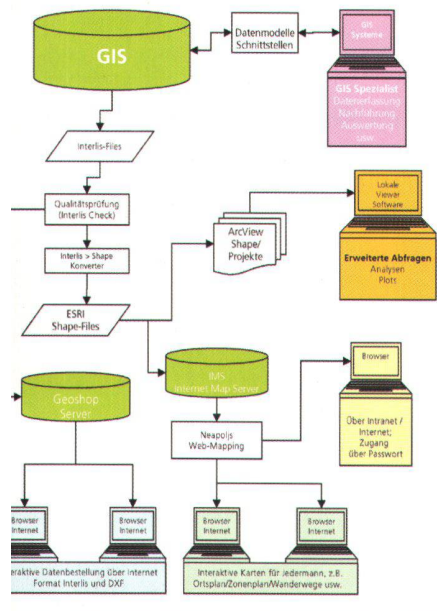 GIS
Datenmodelle
Schnittstellen
GIS
Systeme
GIS Spezialist
Datenerfassung
Nachführung
Auswertung
usw.
Interlis-Files
Qualitätsprüfung
(Interlis Check)
Interlis > Shape
Konverter
ESRI
Shape-Files
ArcView
Shape/
Projekte
Lokale
Viewer
Software
Erweiterte Abfragen
Analysen
Plots
IMS
Internet Map Server
Geoshop
Server
Neapoljs
Web-Mapping
Browser
Über Intranet /
Internet;
Zugang
über Passwort
Browser
Internet
Browser
Internet
Browser
Internet
Browser
Internet
eraktive Datenbestellung über Internet
Format Interlis und DXF
Interaktive Karten für Jedermann, z.B.
Ortsplan/Zonenplan/Wanderwege usw.